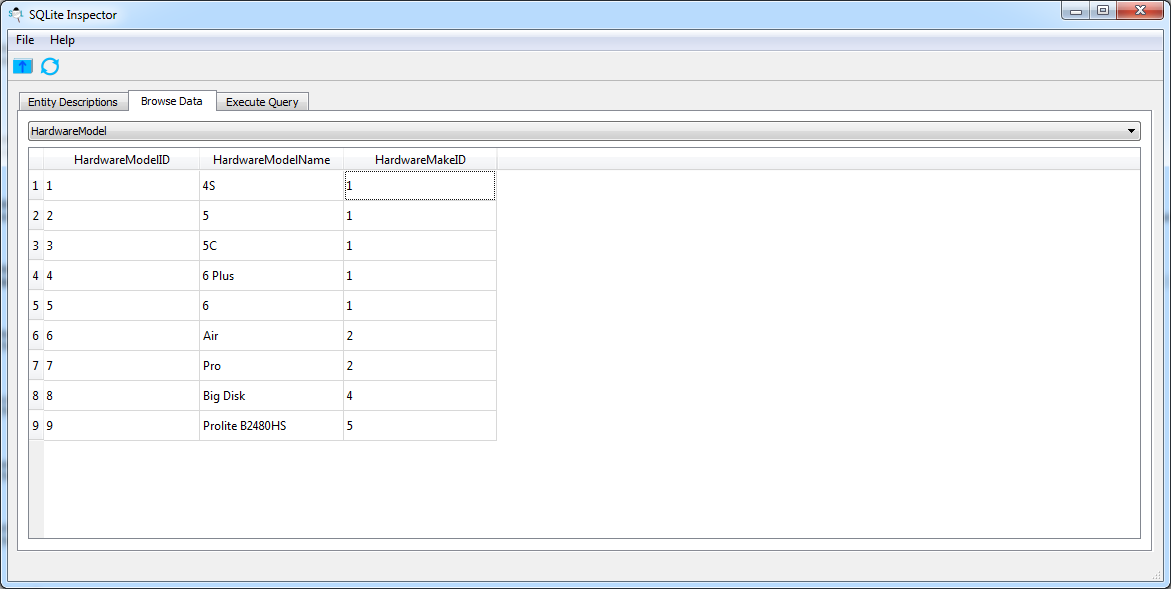 SQLite Inspector
File Help
Entity Descriptions Browse Data Execute Query
HardwareModel
HardwareModelID HardwareModelName HardwareMakeID
1 1 4S 1
2 2 5 1
3 3 5C 1
4 4 6 Plus 1
5 5 6 1
6 6 Air 2
7 7 Pro 2
8 8 Big Disk 4
9 9 Prolite B2480HS 5